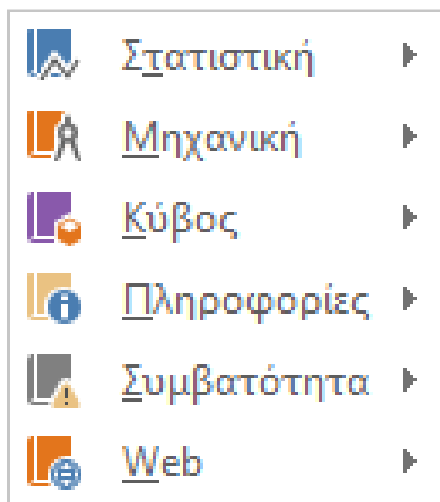 Στατιστική
Μηχανική
Κύβος
Πληροφορίες
Συμβατότητα
Web